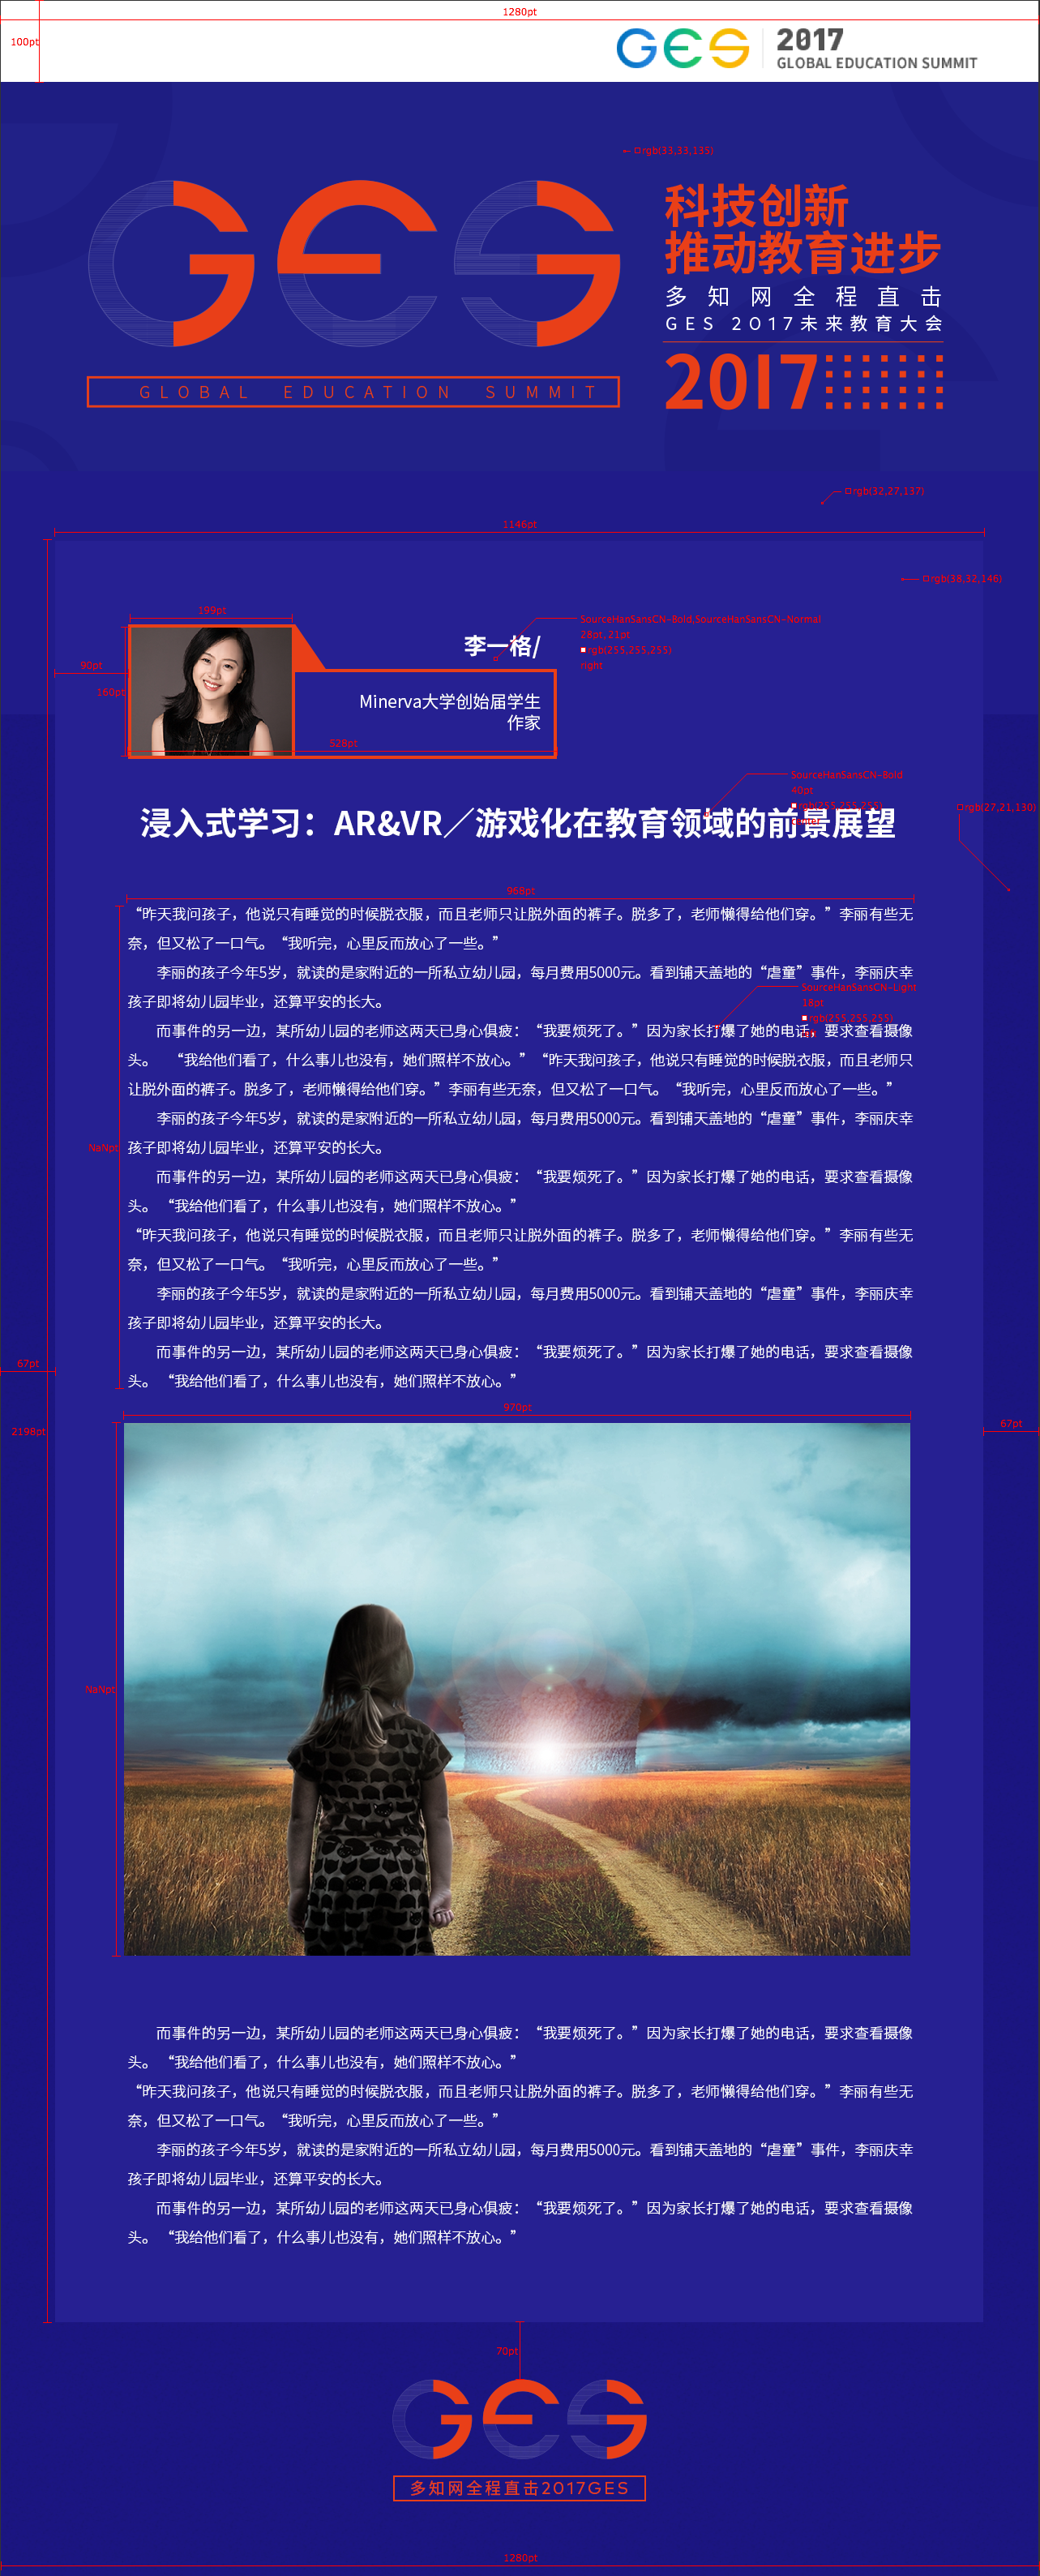 1280pt
100pt
GES
2017
GLOBAL EDUCATION SUMMIT
rgb(33,33,135)
GES
科技创新
推动教育进步
多知网全程直击
GES 2017未来教育大会
2017
GLOBAL EDUCATION SUMMIT
rgb(32,27,137)
1146pt
rgb(38,32,146)
199pt
SourceHanSansCN-Bold,SourceHanSansCN-Normal
28pt, 21pt
rgb(255,255,255)
right
李一格/
90pt
160pt
Minerva大学创始届学生
作家
528pt
SourceHanSansCN-Bold
40pt
rgb(255,255,255)
rgb(27,21,130)
浸入式学习：AR&VR／游戏化在教育领域的前景展望
968pt
“昨天我问孩子，他说只有睡觉的时候脱衣服，而且老师只让脱外面的裤子。脱多了，老师懒得给他们穿。”李丽有些无
奈，但又松了一口气。“我听完，心里反而放心了一些。”
李丽的孩子今年5岁，就读的是家附近的一所私立幼儿园，每月费用5000元。看到铺天盖地的“虐童”事件，李丽庆幸
SourceHanSansCN-Light
孩子即将幼儿园毕业，还算平安的长大。
18pt
rgb(255,255,255)
而事件的另一边，某所幼儿园的老师这两天已身心俱疲：“我要烦死了。”因为家长打爆了她的电话，要求查看摄像
头。 “我给他们看了，什么事儿也没有，她们照样不放心。”“昨天我问孩子，他说只有睡觉的时候脱衣服，而且老师只
让脱外面的裤子。脱多了，老师懒得给他们穿。”李丽有些无奈，但又松了一口气。“我听完，心里反而放心了一些。”
李丽的孩子今年5岁，就读的是家附近的一所私立幼儿园，每月费用5000元。看到铺天盖地的“虐童”事件，李丽庆幸
孩子即将幼儿园毕业，还算平安的长大。
NaNpt
而事件的另一边，某所幼儿园的老师这两天已身心俱疲：“我要烦死了。”因为家长打爆了她的电话，要求查看摄像
头。“我给他们看了，什么事儿也没有，她们照样不放心。”
“昨天我问孩子，他说只有睡觉的时候脱衣服，而且老师只让脱外面的裤子。脱多了，老师懒得给他们穿。”李丽有些无
奈，但又松了一口气。“我听完，心里反而放心了一些。”
李丽的孩子今年5岁，就读的是家附近的一所私立幼儿园，每月费用5000元。看到铺天盖地的“虐童”事件，李丽庆幸
孩子即将幼儿园毕业，还算平安的长大。
而事件的另一边，某所幼儿园的老师这两天已身心俱疲：“我要烦死了。”因为家长打爆了她的电话，要求查看摄像
67pt
头。“我给他们看了，什么事儿也没有，她们照样不放心。”
970pt
67pt
2198pt
NaNpt
而事件的另一边，某所幼儿园的老师这两天已身心俱疲：“我要烦死了。”因为家长打爆了她的电话，要求查看摄像
头。“我给他们看了，什么事儿也没有，她们照样不放心。”
“昨天我问孩子，他说只有睡觉的时候脱衣服，而且老师只让脱外面的裤子。脱多了，老师懒得给他们穿。”李丽有些无
奈，但又松了一口气。“我听完，心里反而放心了一些。”
李丽的孩子今年5岁，就读的是家附近的一所私立幼儿园，每月费用5000元。看到铺天盖地的“虐童”事件，李丽庆幸
孩子即将幼儿园毕业，还算平安的长大。
而事件的另一边，某所幼儿园的老师这两天已身心俱疲：“我要烦死了。”因为家长打爆了她的电话，要求查看摄像
头。“我给他们看了，什么事儿也没有，她们照样不放心。”
70pt
GES
多知网全程直击2017GES
1280pt